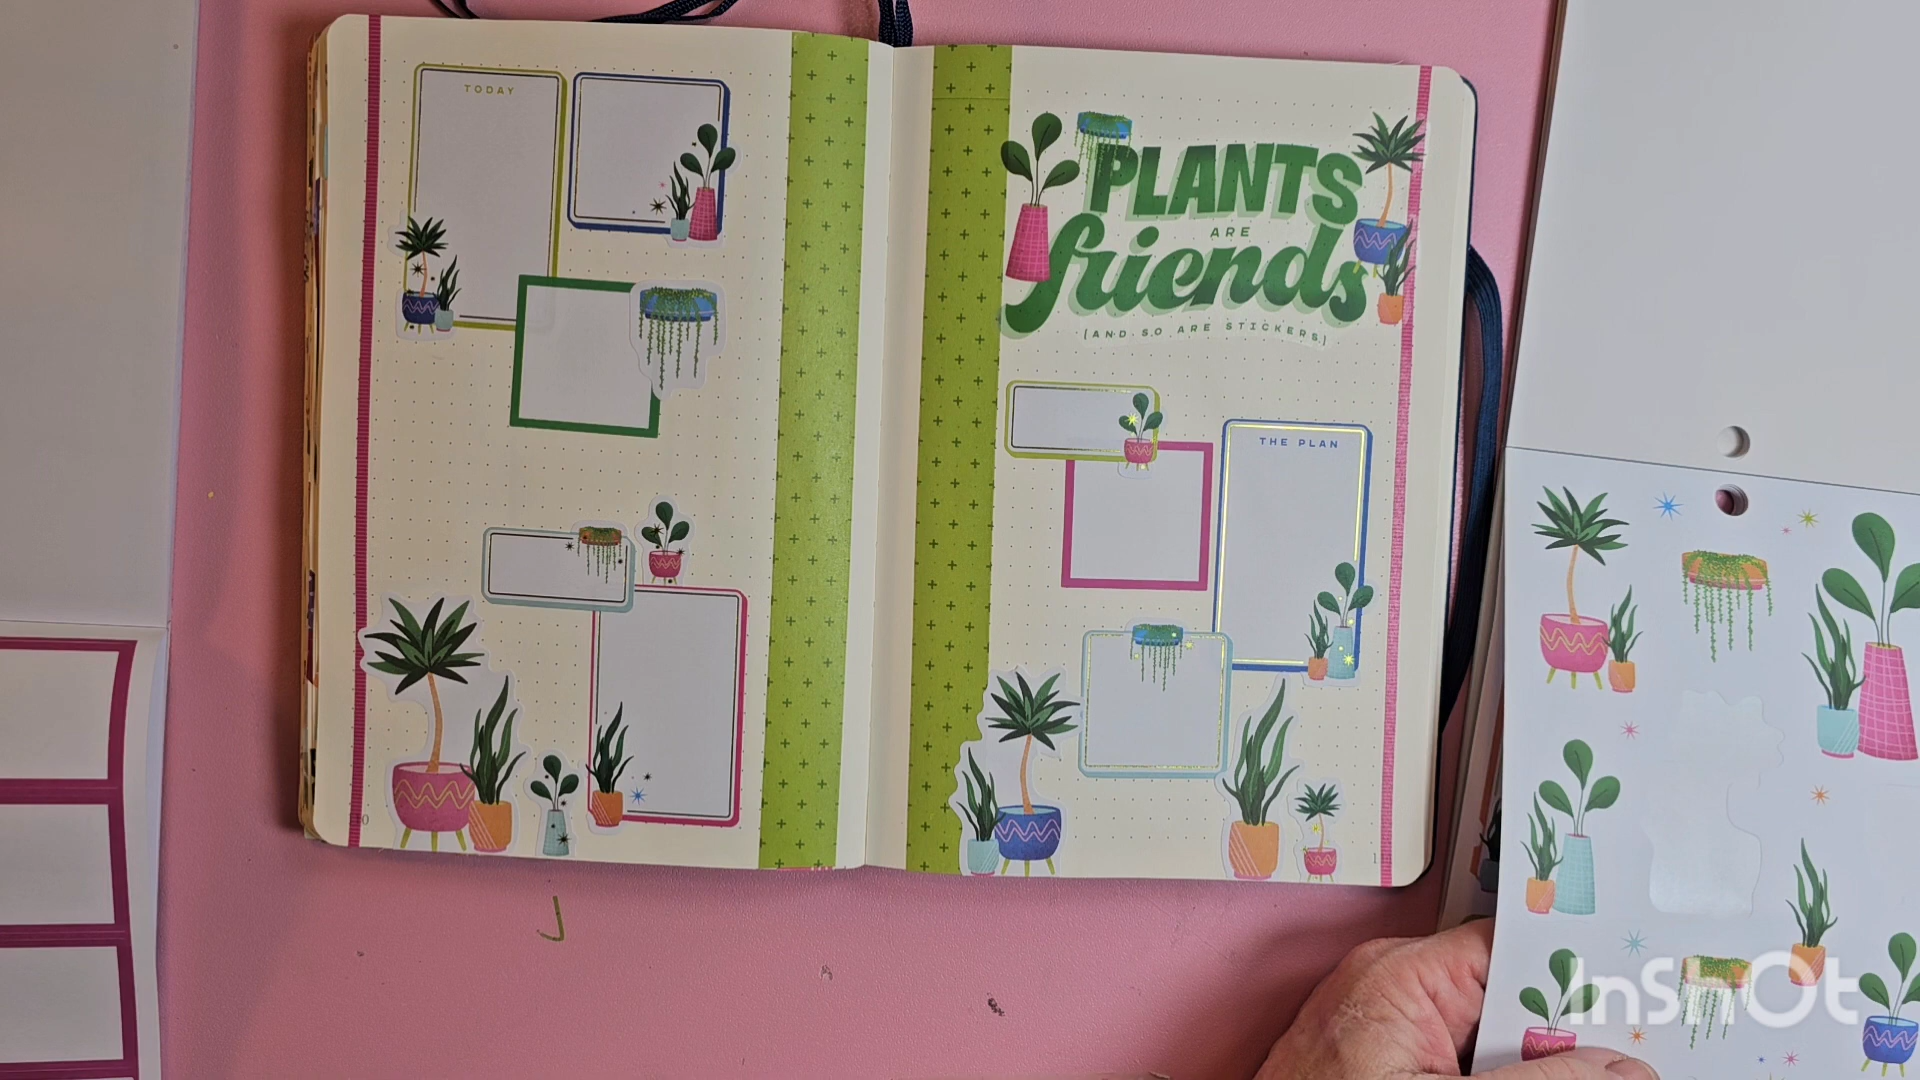 TODAY
PLANTS
ARE
friends
(AND SO ARE STICKERS)
THE PLAN
InShOt